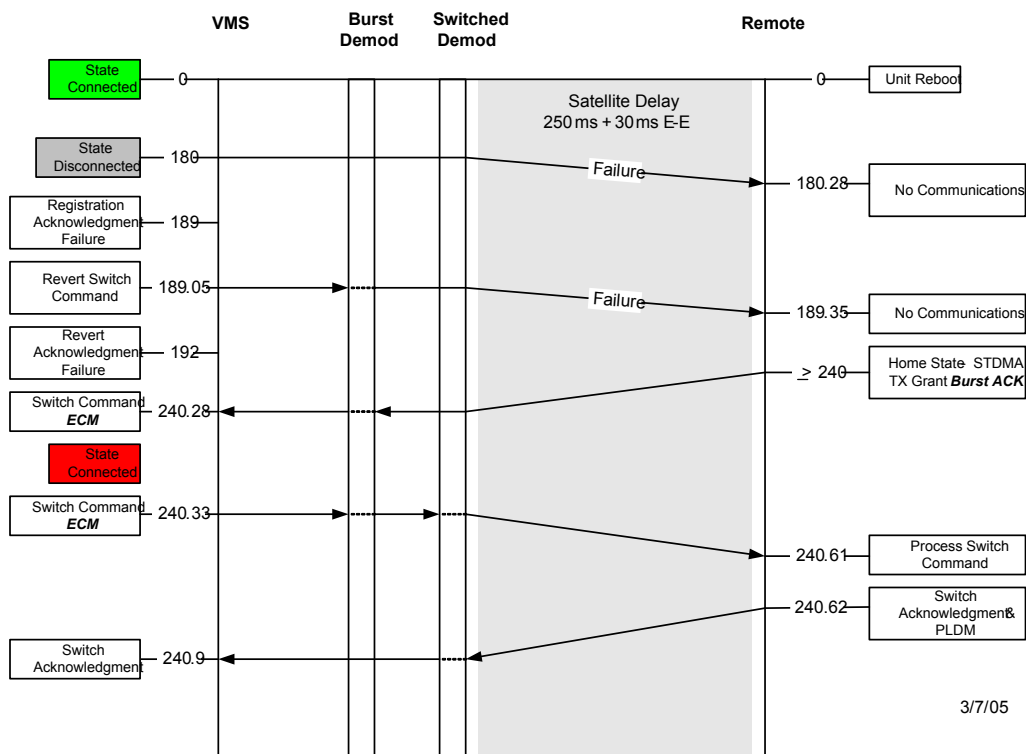 VMS
Burst
Demod
Switched
Demod
Remote
State
Connected
0
0
Unit Reboot
Satellite Delay
250 ms + 30 ms E-E
State
Disconnected
180
Failure
180.28
No Communications
Registration
Acknowledgment
Failure
189
Revert Switch
Command
189.05
Failure
189.35
No Communications
Revert
Acknowledgment
Failure
192
≥ 240
Home State - STDMA
TX Grant Burst ACK
Switch Command
ECM
240.28
State
Connected
Switch Command
ECM
240.33
240.61
Process Switch
Command
240.62
Switch
Acknowledgment &
PLDM
Switch
Acknowledgment
240.9
3/7/05